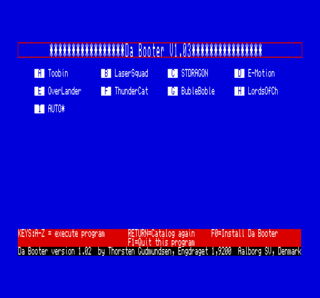 ****************Da Booter V1.03***************
A Toobin B LaserSquad C STDRAGON D E-Motion
E OverLander F ThunderCat G BubleBoble H LordsOfCh
I AUTO*
KEYS:A-Z = execute program RETURN=Catalog again F0=Install Da Booter
F1=Quit this program
Da Booter version 1.02 by Thorsten Gudmundsen, Engdraget 1,9200 Aalborg SV, Denmark